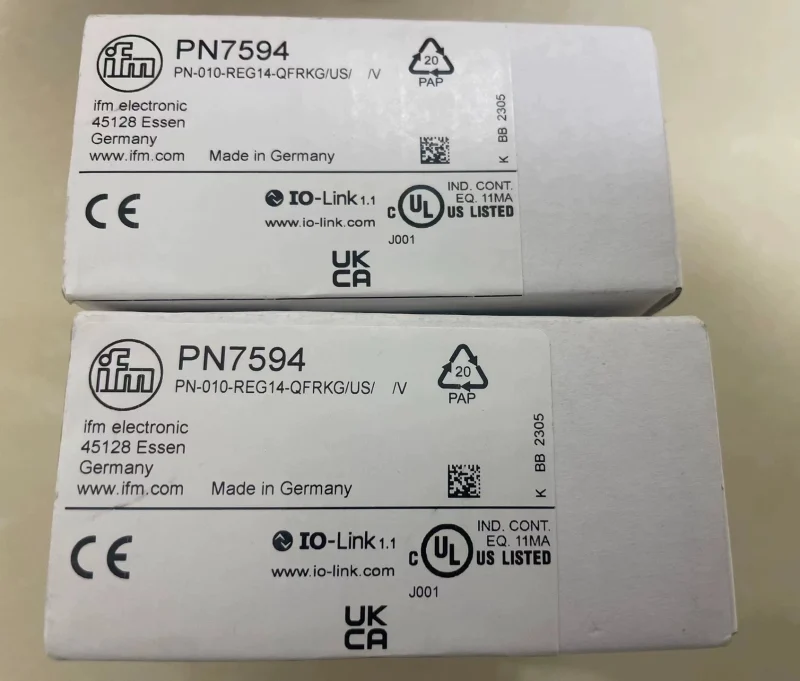 ifm
PN7594
PN-010-REG14-QFRKG/US/ /V
20
PAP
ifm electronic
45128 Essen
Germany
www.ifm.com Made in Germany
K BB 2305
CE
IO-Link 1.1
www.io-link.com
C UL US LISTED
IND. CONT.
EQ. 11MA
J001
UK
CA
ifm
PN7594
PN-010-REG14-QFRKG/US/ /V
20
PAP
ifm electronic
45128 Essen
Germany
www.ifm.com Made in Germany
K BB 2305
CE
IO-Link 1.1
www.io-link.com
C UL US LISTED
IND. CONT.
EQ. 11MA
J001
UK
CA